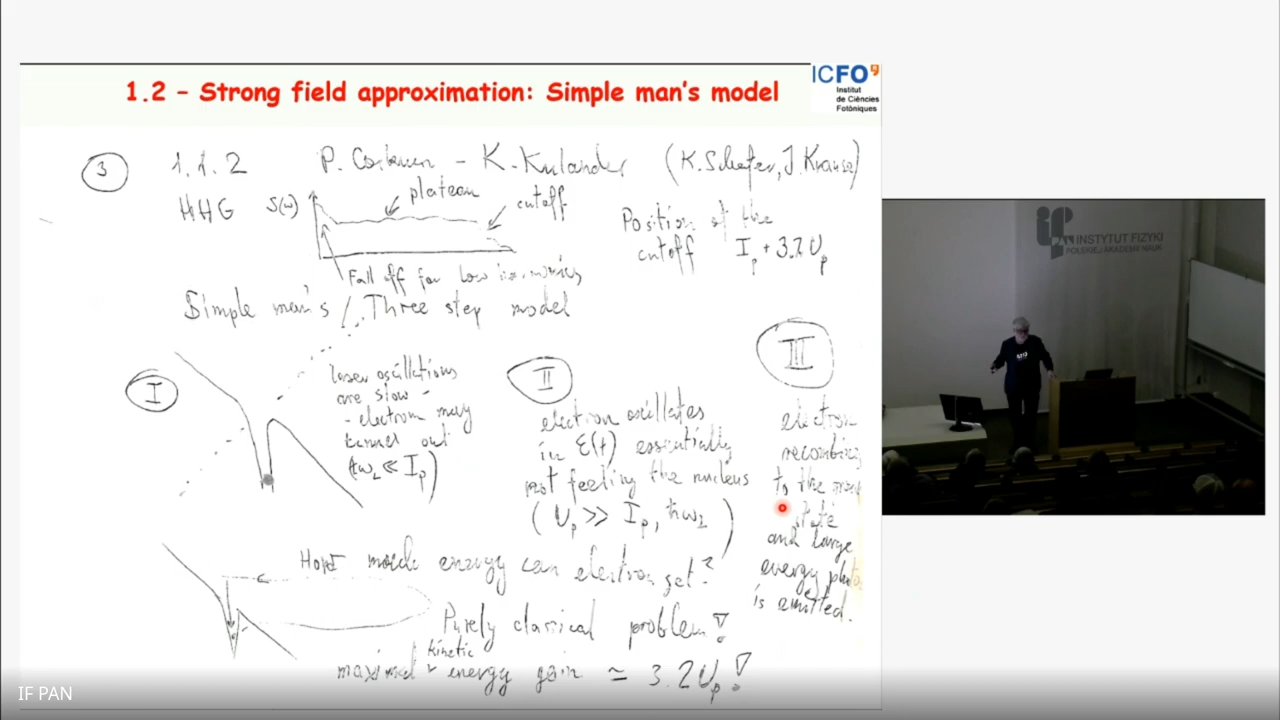 1.2 – Strong field approximation: Simple man's model
ICFO
Institut
de Ciències
Fotòniques
3
1.1.2
P. Corkum - K. Kulander (K. Schafer, J. Krause)
HHG
S(ω)
plateau
cutoff
Position of the
cutoff Ip + 3.2 Up
Fall off for low harmonics
Simple man's / Three step model
I
laser oscillations
are slow -
- electron may
tunnel out
(ħωL ≪ Ip)
II
electron oscillates
in Ɛ(t) essentially
not feeling the nucleus
(Up ≫ Ip, ħωL)
III
electron
to the
state
and large
energy
is emitted.
How much energy can electron get?
Purely classical problem!
maximal kinetic energy gain ≃ 3.2 Up!
IF PAN
INSTYTUT FIZYKI
POLSKIEJ AKADEMII NAUK